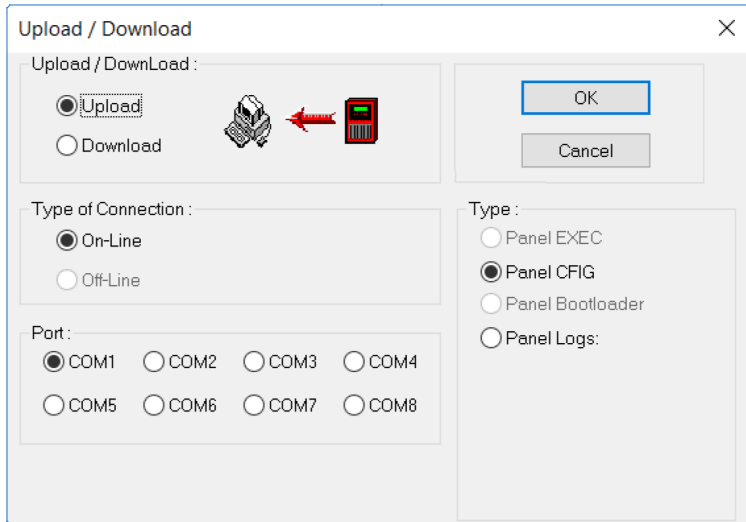 Upload / Download
Upload / DownLoad :
Upload
Download
OK
Cancel
Type of Connection :
On-Line
Off-Line
Type :
Panel EXEC
Panel CFIG
Panel Bootloader
Panel Logs:
Port :
COM1 COM2 COM3 COM4
COM5 COM6 COM7 COM8